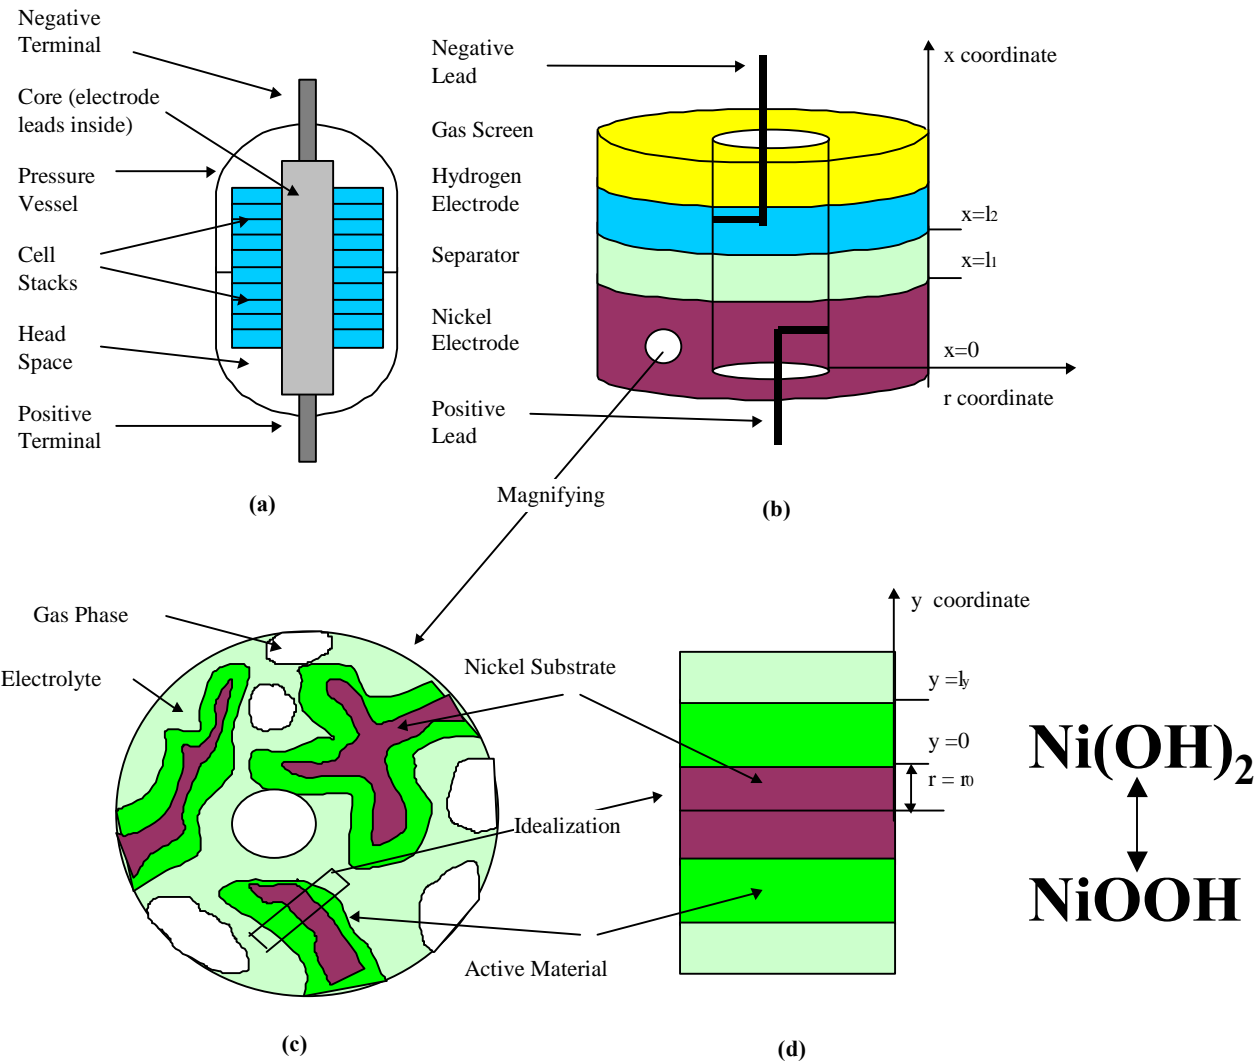 Negative
Terminal
Core (electrode
leads inside)
Pressure
Vessel
Cell
Stacks
Head
Space
Positive
Terminal
(a)
Negative
Lead
Gas Screen
Hydrogen
Electrode
Separator
Nickel
Electrode
Positive
Lead
x coordinate
x=l2
x=l1
x=0
r coordinate
(b)
Magnifying
Gas Phase
Electrolyte
Nickel Substrate
Idealization
Active Material
(c)
y coordinate
y =ly
y =0
r = r0
(d)
Ni(OH)2
NiOOH